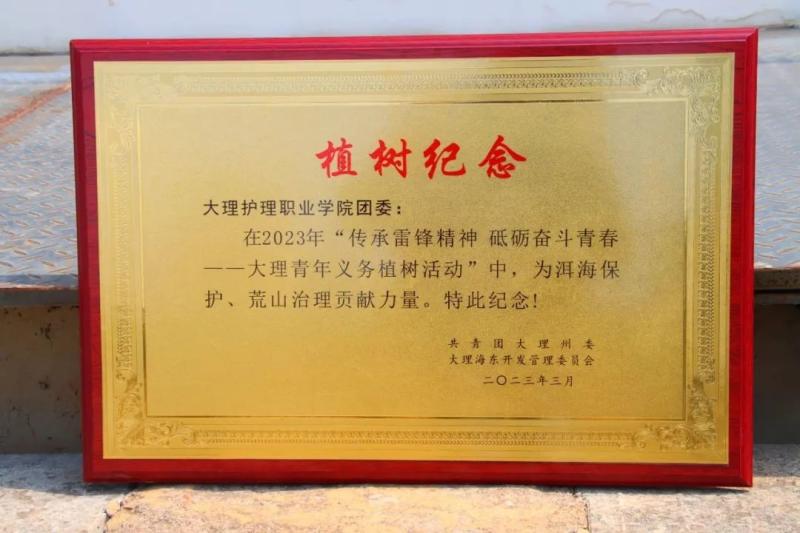 植树纪念
大理护理职业学院团委：
在2023年“传承雷锋精神 砥砺奋斗青春
——大理青年义务植树活动”中，为洱海保
护、荒山治理贡献力量。特此纪念！
共青团大理州委
大理海东开发管理委员会
二〇二三年三月